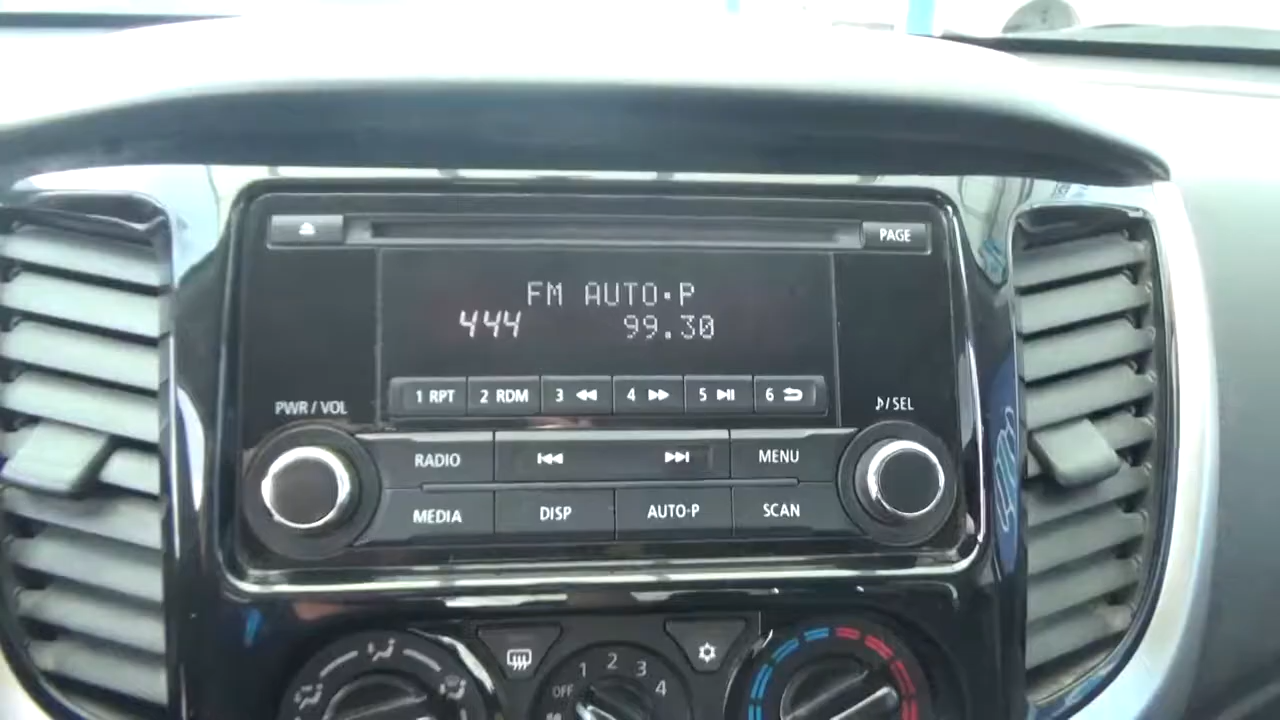 PAGE
FM AUTO·P
444 99.30
1 RPT 2 RDM 3 4 5 6
PWR / VOL
♪/SEL
RADIO
MENU
MEDIA
DISP
AUTO-P
SCAN
OFF 1 2 3 4